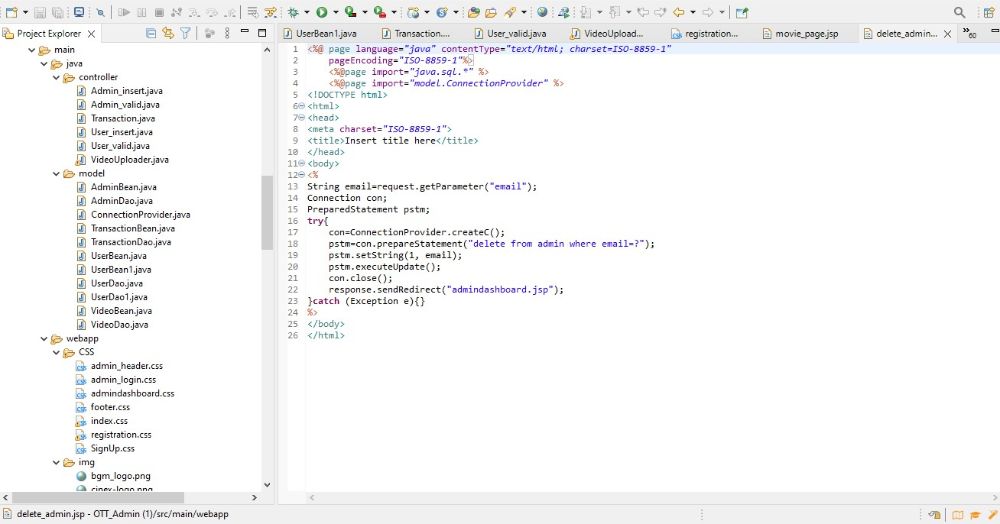 Project Explorer
main
java
controller
Admin_insert.java
Admin_valid.java
Transaction.java
User_insert.java
User_valid.java
VideoUploader.java
model
AdminBean.java
AdminDao.java
ConnectionProvider.java
TransactionBean.java
TransactionDao.java
UserBean.java
UserBean1.java
UserDao.java
UserDao1.java
VideoBean.java
VideoDao.java
webapp
CSS
admin_header.css
admin_login.css
admindashboard.css
footer.css
index.css
registration.css
SignUp.css
img
bgm_logo.png
cinex-logo.png
UserBean1.java Transaction.... User_valid.java VideoUpload... registration... movie_page.jsp delete_admin... »60
1 <%@ page language="java" contentType="text/html; charset=ISO-8859-1"
2 pageEncoding="ISO-8859-1"%>
3 <%@page import="java.sql.*" %>
4 <%@page import="model.ConnectionProvider" %>
5 <!DOCTYPE html>
6 <html>
7 <head>
8 <meta charset="ISO-8859-1">
9 <title>Insert title here</title>
10 </head>
11 <body>
12 <%
13 String email=request.getParameter("email");
14 Connection con;
15 PreparedStatement pstm;
16 try{
17 con=ConnectionProvider.createC();
18 pstm=con.prepareStatement("delete from admin where email=?");
19 pstm.setString(1, email);
20 pstm.executeUpdate();
21 con.close();
22 response.sendRedirect("admindashboard.jsp");
23 }catch (Exception e){}
24 %>
25 </body>
26 </html>
delete_admin.jsp - OTT_Admin (1)/src/main/webapp